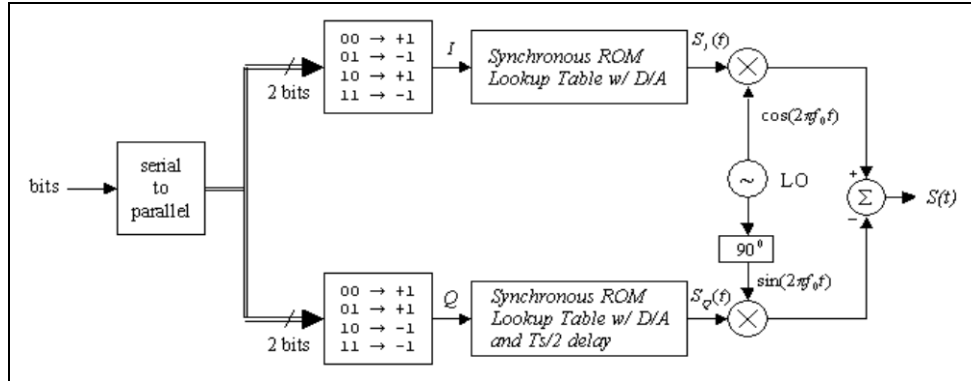 00 → +1
01 → -1
10 → +1
11 → -1
2 bits
I
Synchronous ROM
Lookup Table w/ D/A
S_I(t)
cos(2πf₀t)
bits
serial
to
parallel
~
LO
90⁰
+
Σ
−
S(t)
00 → +1
01 → +1
10 → -1
11 → -1
2 bits
Q
Synchronous ROM
Lookup Table w/ D/A
and Ts/2 delay
S_Q(t)
sin(2πf₀t)